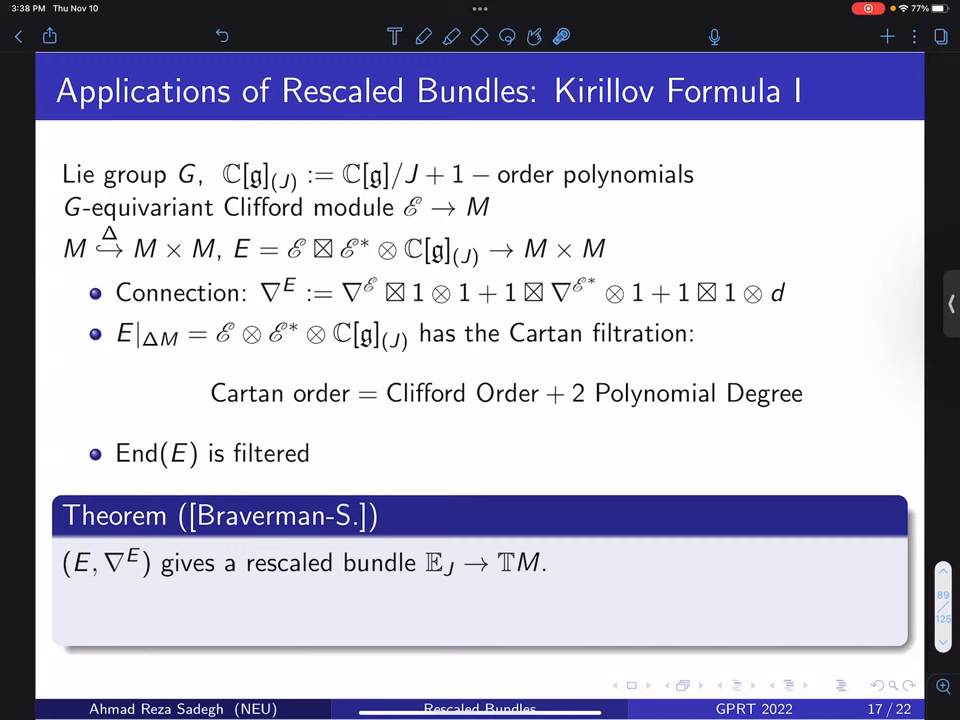 3:38 PM Thu Nov 10
77%
Applications of Rescaled Bundles: Kirillov Formula I
Lie group G, ℂ[𝔤]_(J) := ℂ[𝔤]/J + 1 − order polynomials
G-equivariant Clifford module ℰ → M
M ↪^Δ M × M, E = ℰ ⊠ ℰ* ⊗ ℂ[𝔤]_(J) → M × M
Connection: ∇^E := ∇^ℰ ⊠ 1 ⊗ 1 + 1 ⊠ ∇^ℰ* ⊗ 1 + 1 ⊠ 1 ⊗ d
E|_ΔM = ℰ ⊗ ℰ* ⊗ ℂ[𝔤]_(J) has the Cartan filtration:
Cartan order = Clifford Order + 2 Polynomial Degree
End(E) is filtered
Theorem ([Braverman-S.])
(E, ∇^E) gives a rescaled bundle 𝔼_J → 𝕋M.
89
/
125
Ahmad Reza Sadegh (NEU)
Rescaled Bundles
GPRT 2022
17 / 22